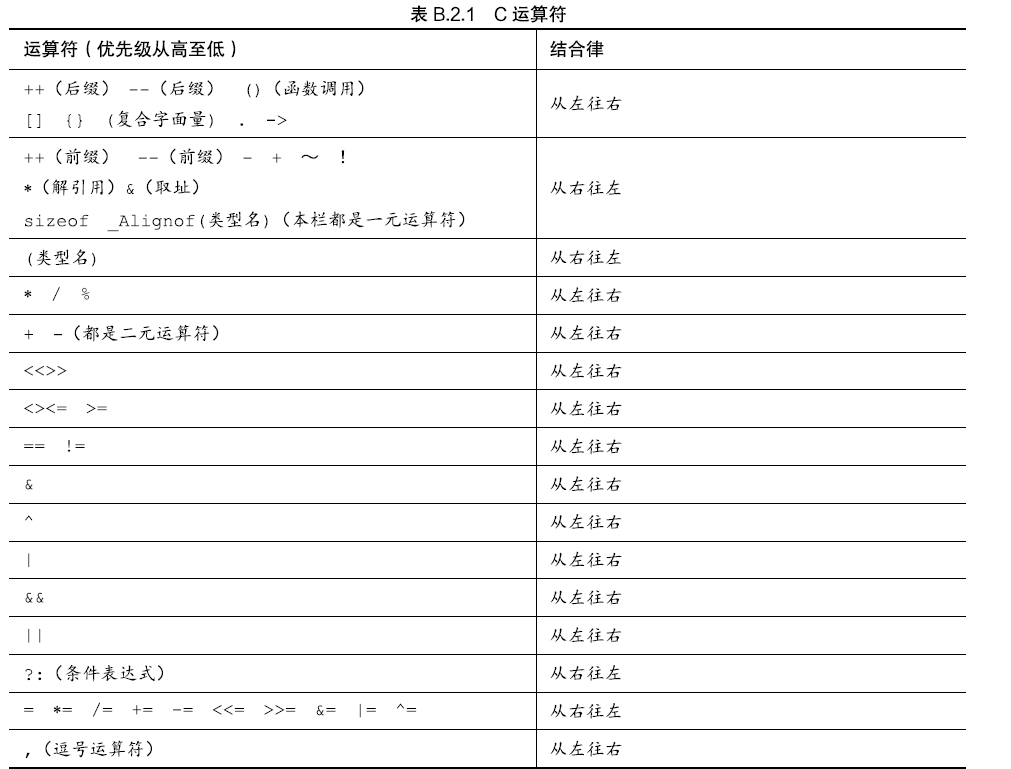 表 B.2.1 C 运算符
运算符（优先级从高至低） 结合律
++（后缀） --（后缀） ()（函数调用）
[] {} （复合字面量） . -> 从左往右
++（前缀） --（前缀） - + ～ !
*（解引用）&（取址） 从右往左
sizeof _Alignof(类型名)（本栏都是一元运算符）
(类型名) 从右往左
* / % 从左往右
+ -（都是二元运算符） 从左往右
<<>> 从左往右
<><= >= 从左往右
== != 从左往右
& 从左往右
^ 从左往右
| 从左往右
&& 从左往右
|| 从左往右
?:（条件表达式） 从右往左
= *= /= += -= <<= >>= &= |= ^= 从右往左
,（逗号运算符） 从左往右